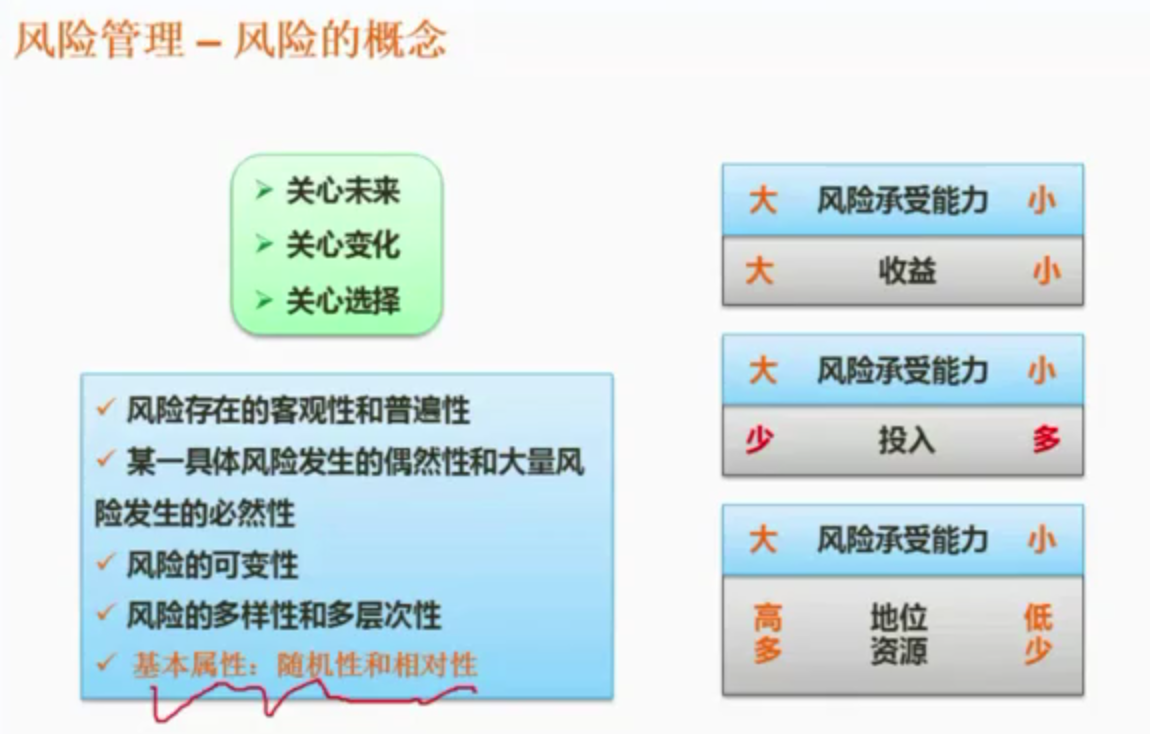 风险管理 – 风险的概念
关心未来
关心变化
关心选择
风险存在的客观性和普遍性
某一具体风险发生的偶然性和大量风
险发生的必然性
风险的可变性
风险的多样性和多层次性
基本属性：随机性和相对性
大 风险承受能力 小
大 收益 小
大 风险承受能力 小
少 投入 多
大 风险承受能力 小
高 地位 低
多 资源 少